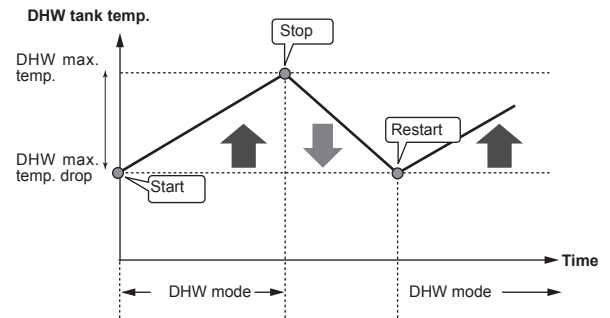 DHW tank temp.
Stop
DHW max.
temp.
Restart
DHW max.
temp. drop
Start
Time
DHW mode
DHW mode